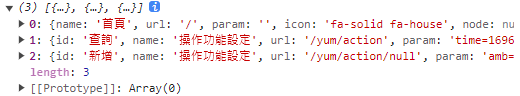 (3) [{…}, {…}, {…}]
0: {name: '首頁', url: '/', param: '', icon: 'fa-solid fa-house', node: nu
1: {id: '查詢', name: '操作功能設定', url: '/yum/action', param: 'time=1696
2: {id: '新增', name: '操作功能設定', url: '/yum/action/null', param: 'amb=
length: 3
[[Prototype]]: Array(0)